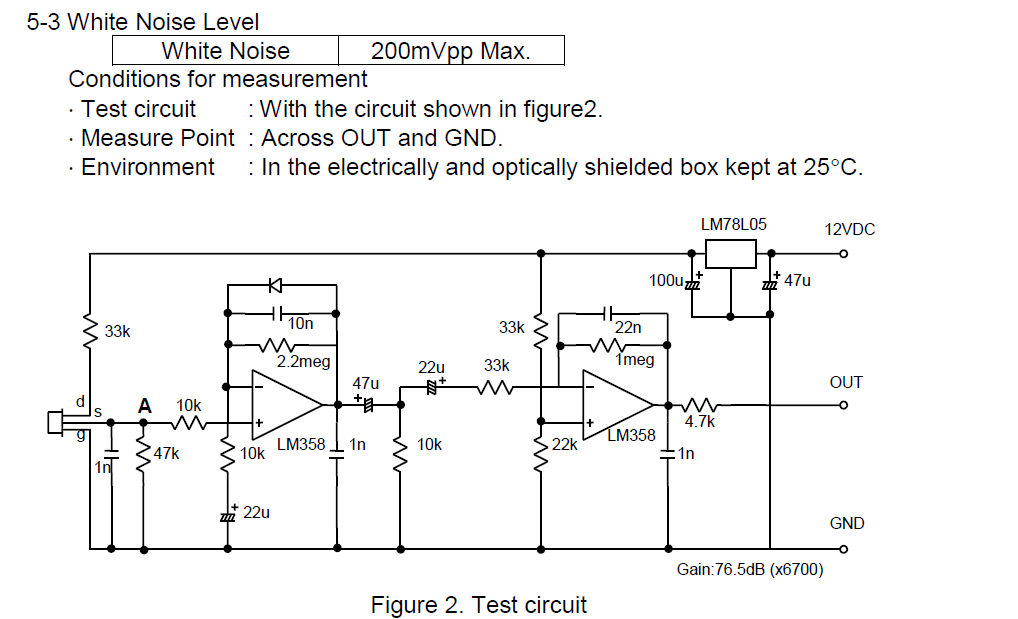 5-3 White Noise Level
White Noise 200mVpp Max.
Conditions for measurement
· Test circuit : With the circuit shown in figure2.
· Measure Point : Across OUT and GND.
· Environment : In the electrically and optically shielded box kept at 25°C.
LM78L05
12VDC
100u
+
+
47u
33k
10n
2.2meg
33k
22n
1meg
22u
+
33k
47u
+
OUT
d
s
g
A
10k
−
+
LM358
−
+
LM358
4.7k
1n
47k
10k
1n
10k
22k
1n
+
22u
GND
Gain:76.5dB (x6700)
Figure 2. Test circuit